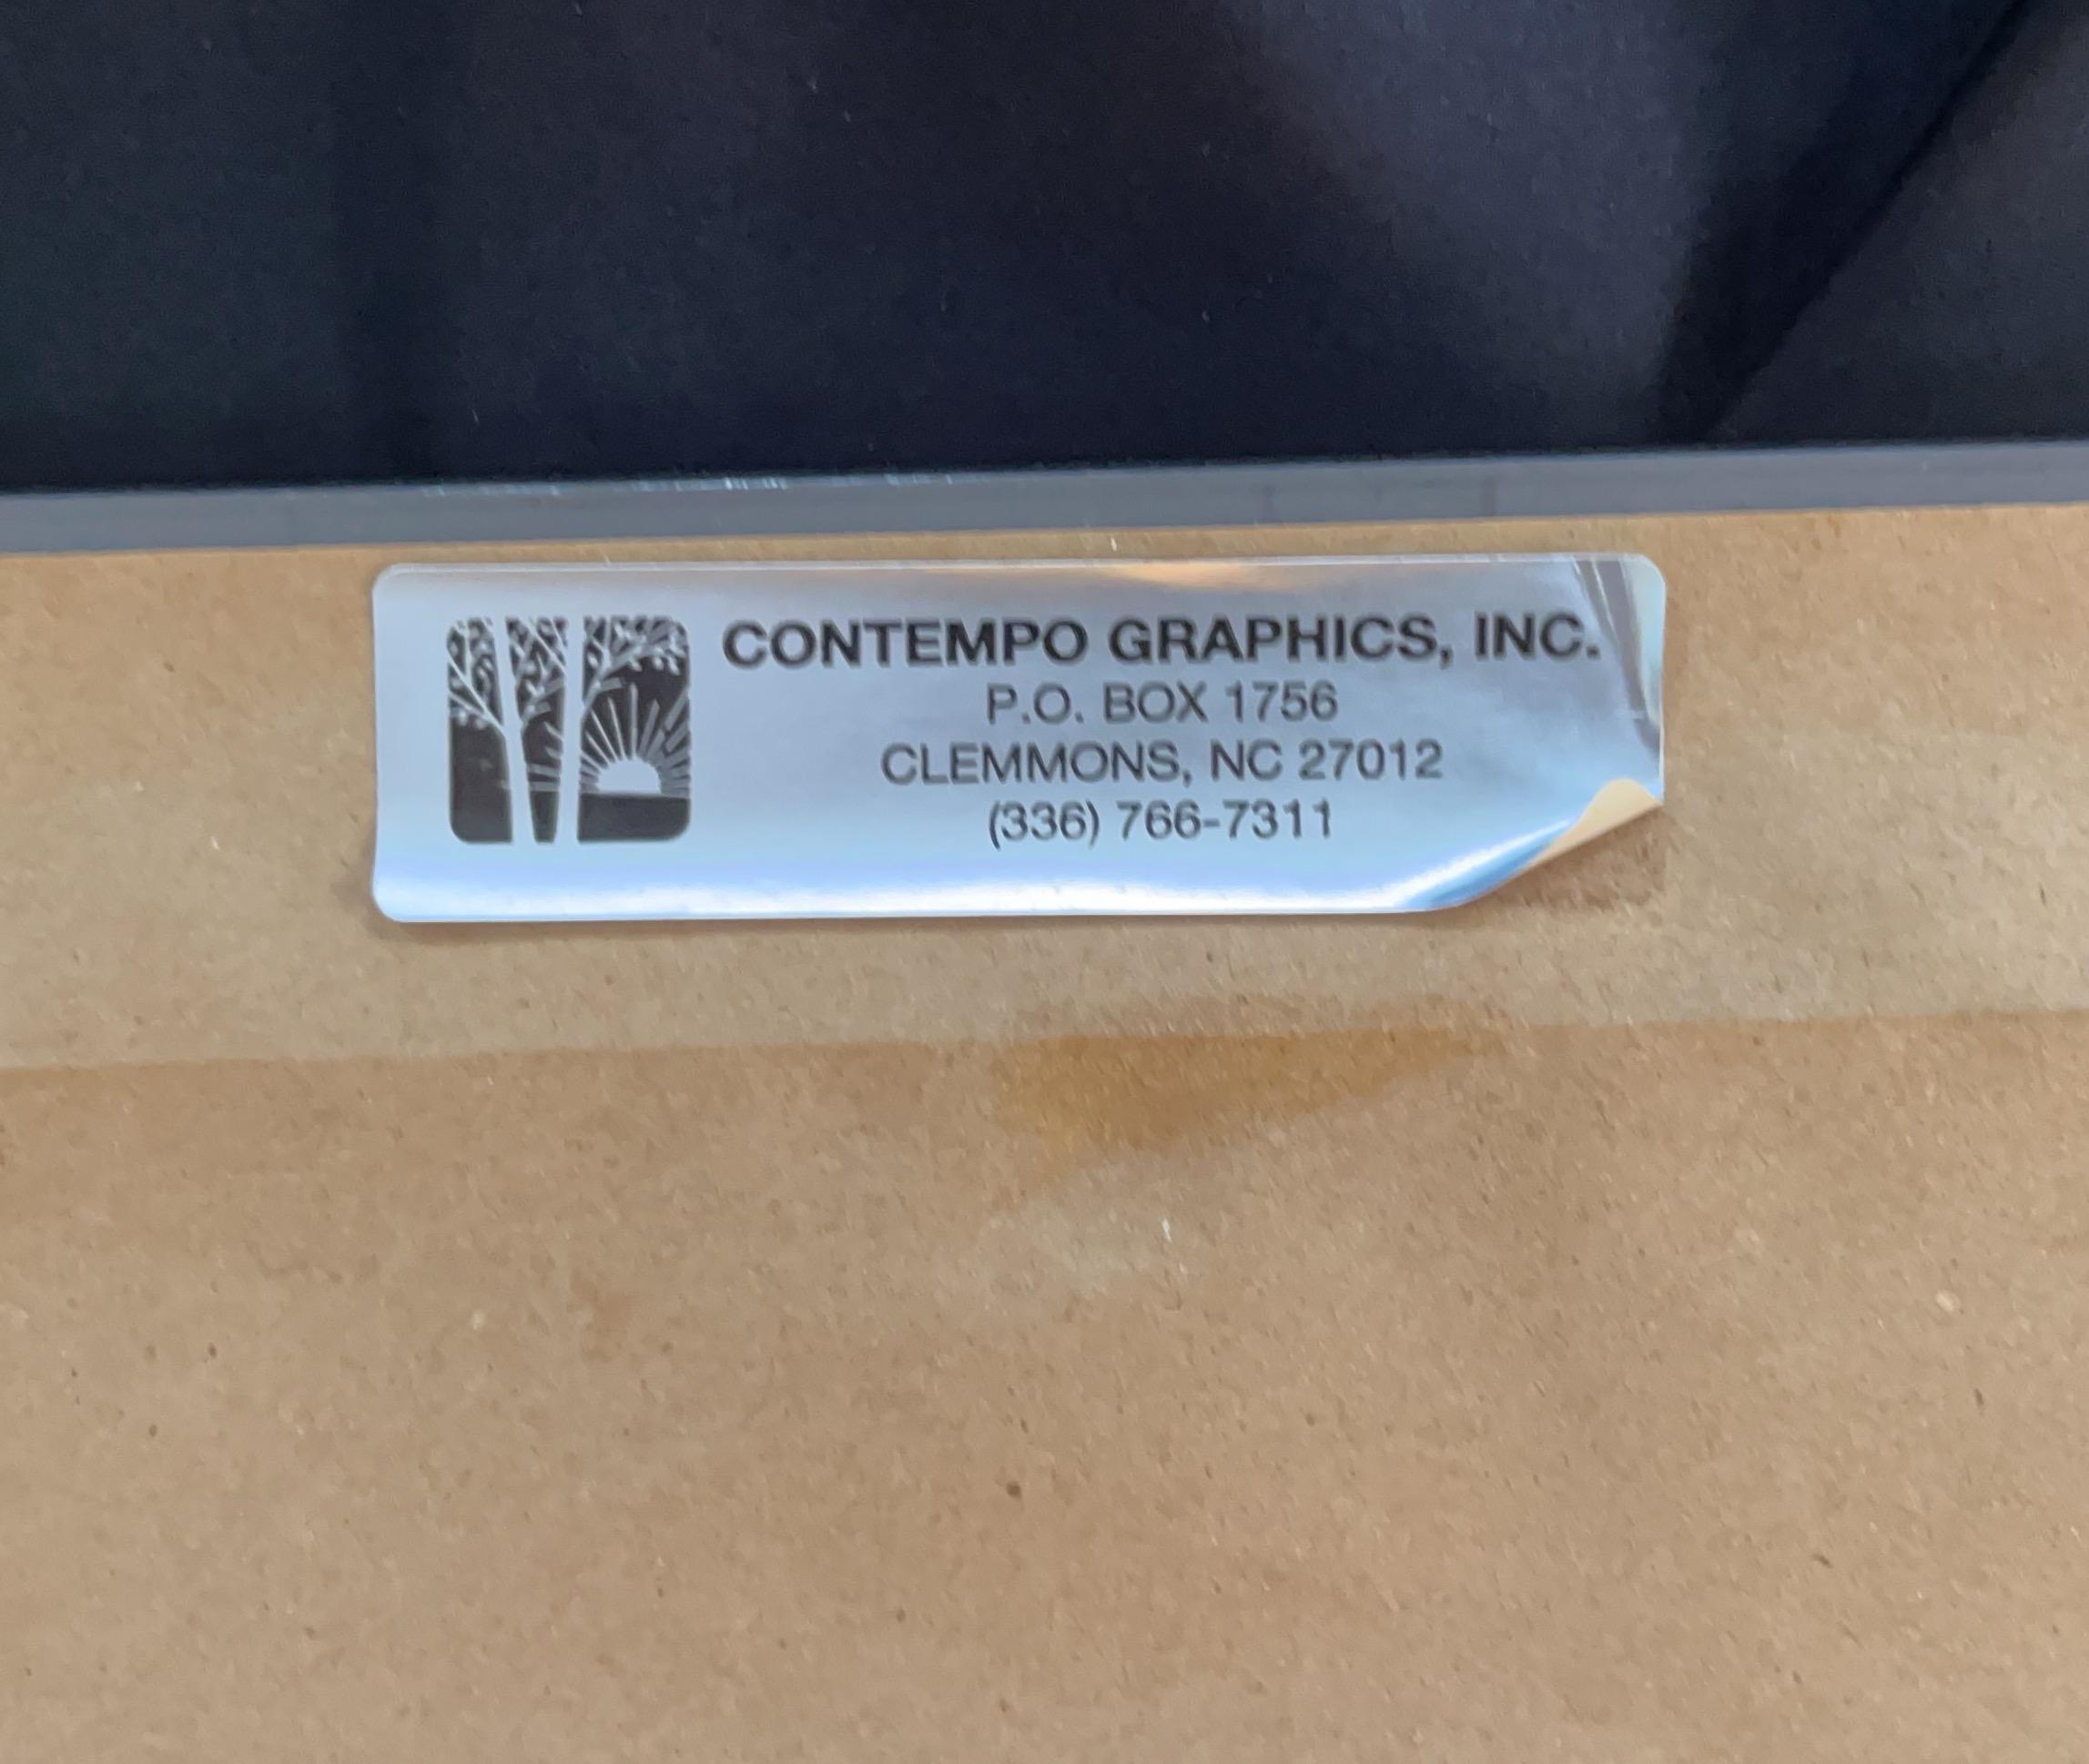 CONTEMPO GRAPHICS, INC.
P.O. BOX 1756
CLEMMONS, NC 27012
(336) 766-7311